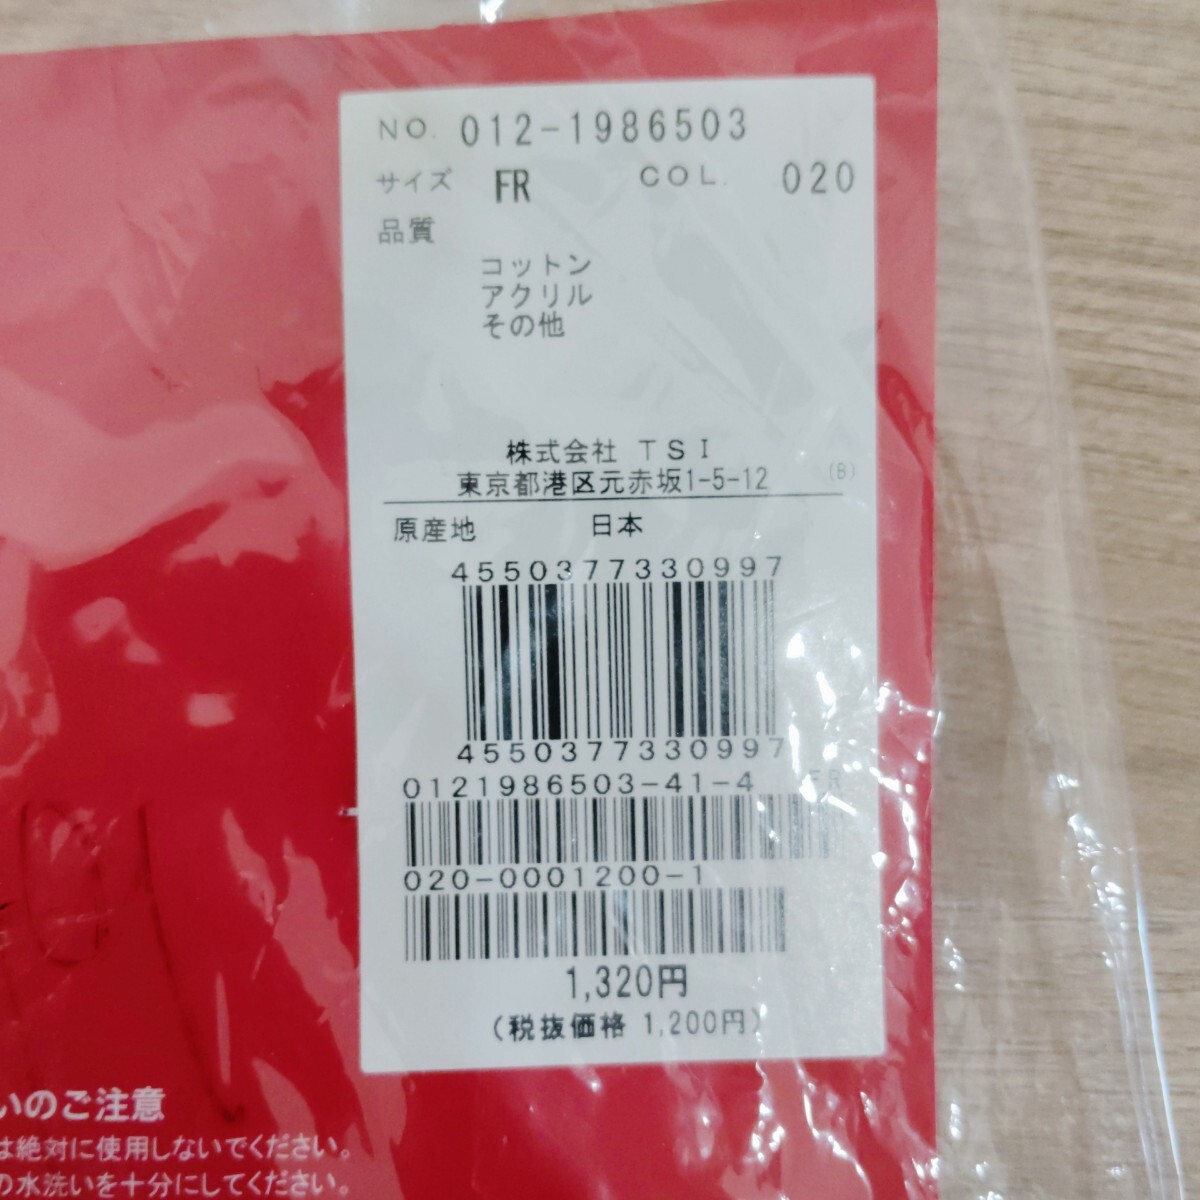 NO. 012-1986503
サイズ FR COL. 020
品質
コットン
アクリル
その他
株式会社 TSI
東京都港区元赤坂1-5-12 (B)
原産地 日本
4550377330997
4550377330997
0121986503-41-4 FR
020-0001200-1
1,320円
(税抜価格 1,200円)
いのご注意
は絶対に使用しないでください。
の水洗いを十分にしてください。